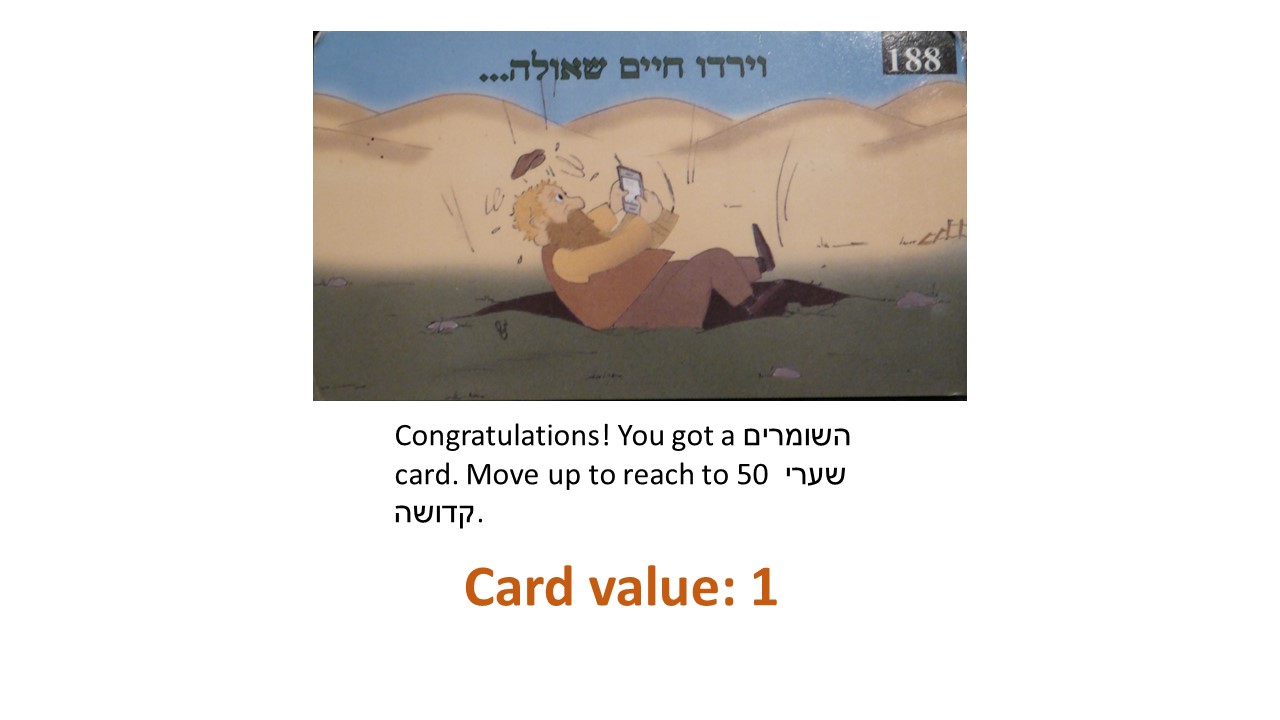 188
וירדו חיים שאולה...
Congratulations! You got a השומרים
card. Move up to reach to 50 שערי
קדושה.
Card value: 1